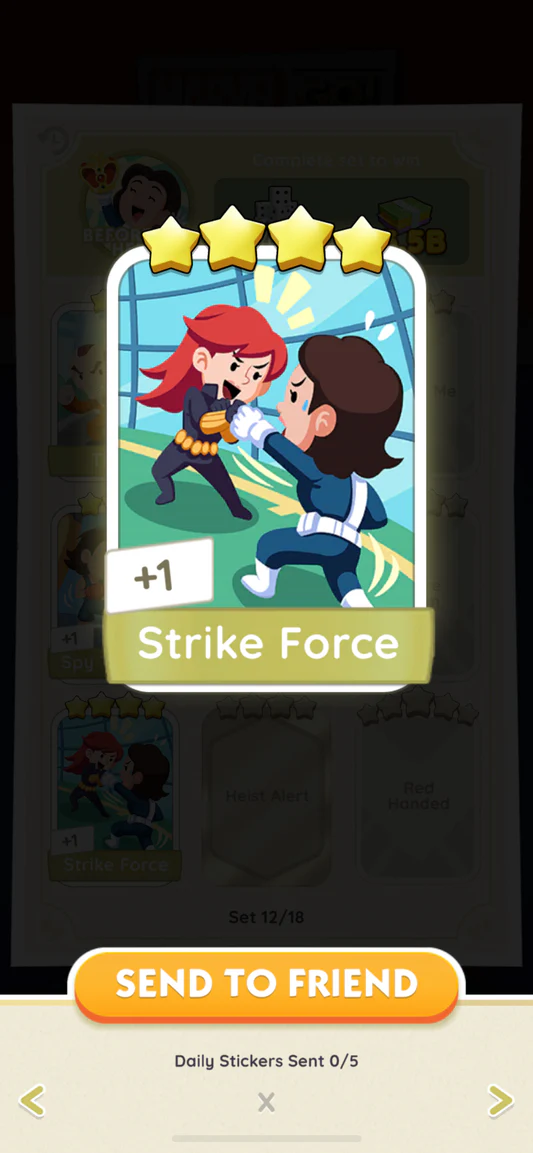 Complete set to win
5B
+1
Strike Force
+1
Spy
+1
Strike Force
Heist Alert
Red
Handed
Set 12/18
SEND TO FRIEND
Daily Stickers Sent 0/5
X